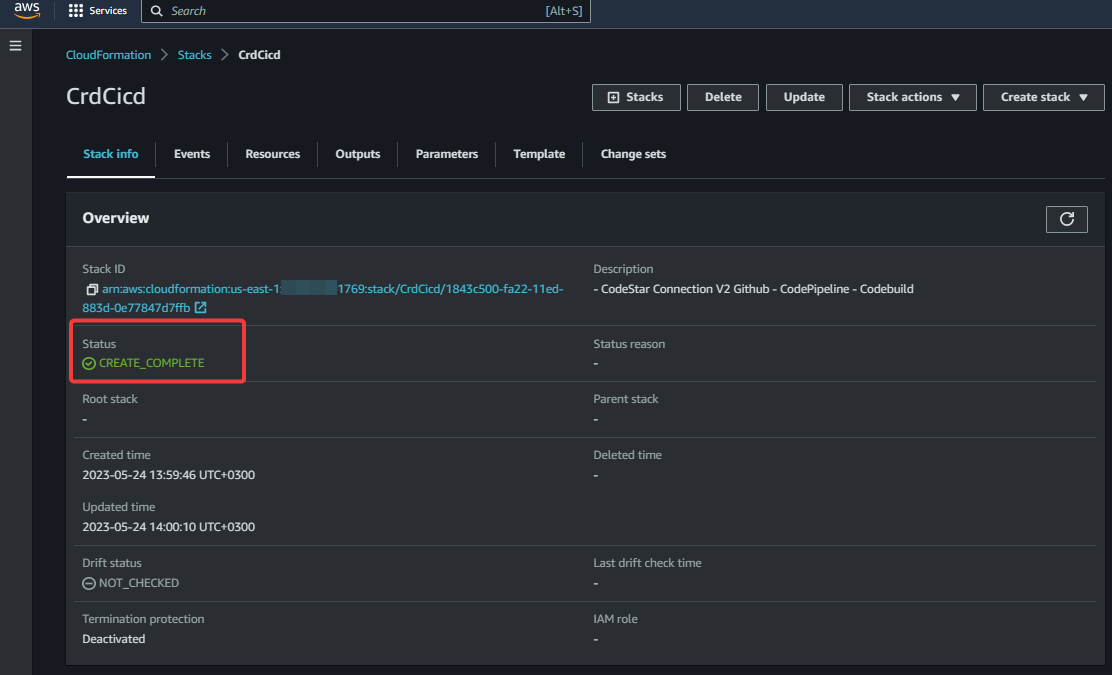 aws
Services
Search
[Alt+S]
CloudFormation
Stacks
CrdCicd
CrdCicd
Stacks
Delete
Update
Stack actions
Create stack
Stack info
Events
Resources
Outputs
Parameters
Template
Change sets
Overview
Stack ID
arn:aws:cloudformation:us-east-1: 1769:stack/CrdCicd/1843c500-fa22-11ed-
883d-0e77847d7ffb
Description
- CodeStar Connection V2 Github - CodePipeline - Codebuild
Status
CREATE_COMPLETE
Status reason
-
Root stack
-
Parent stack
-
Created time
2023-05-24 13:59:46 UTC+0300
Deleted time
-
Updated time
2023-05-24 14:00:10 UTC+0300
Drift status
NOT_CHECKED
Last drift check time
-
Termination protection
Deactivated
IAM role
-